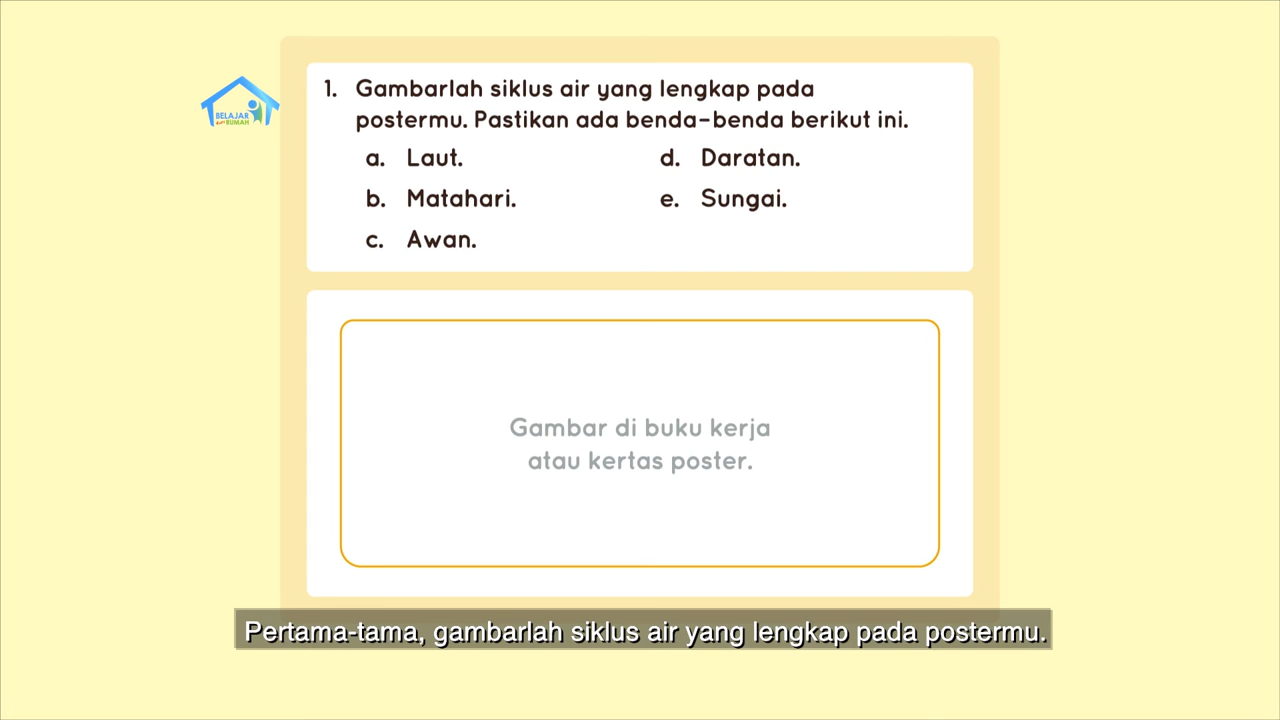 BELAJAR
dari RUMAH
1. Gambarlah siklus air yang lengkap pada
postermu. Pastikan ada benda-benda berikut ini.
a. Laut.
b. Matahari.
c. Awan.
d. Daratan.
e. Sungai.
Gambar di buku kerja
atau kertas poster.
Pertama-tama, gambarlah siklus air yang lengkap pada postermu.